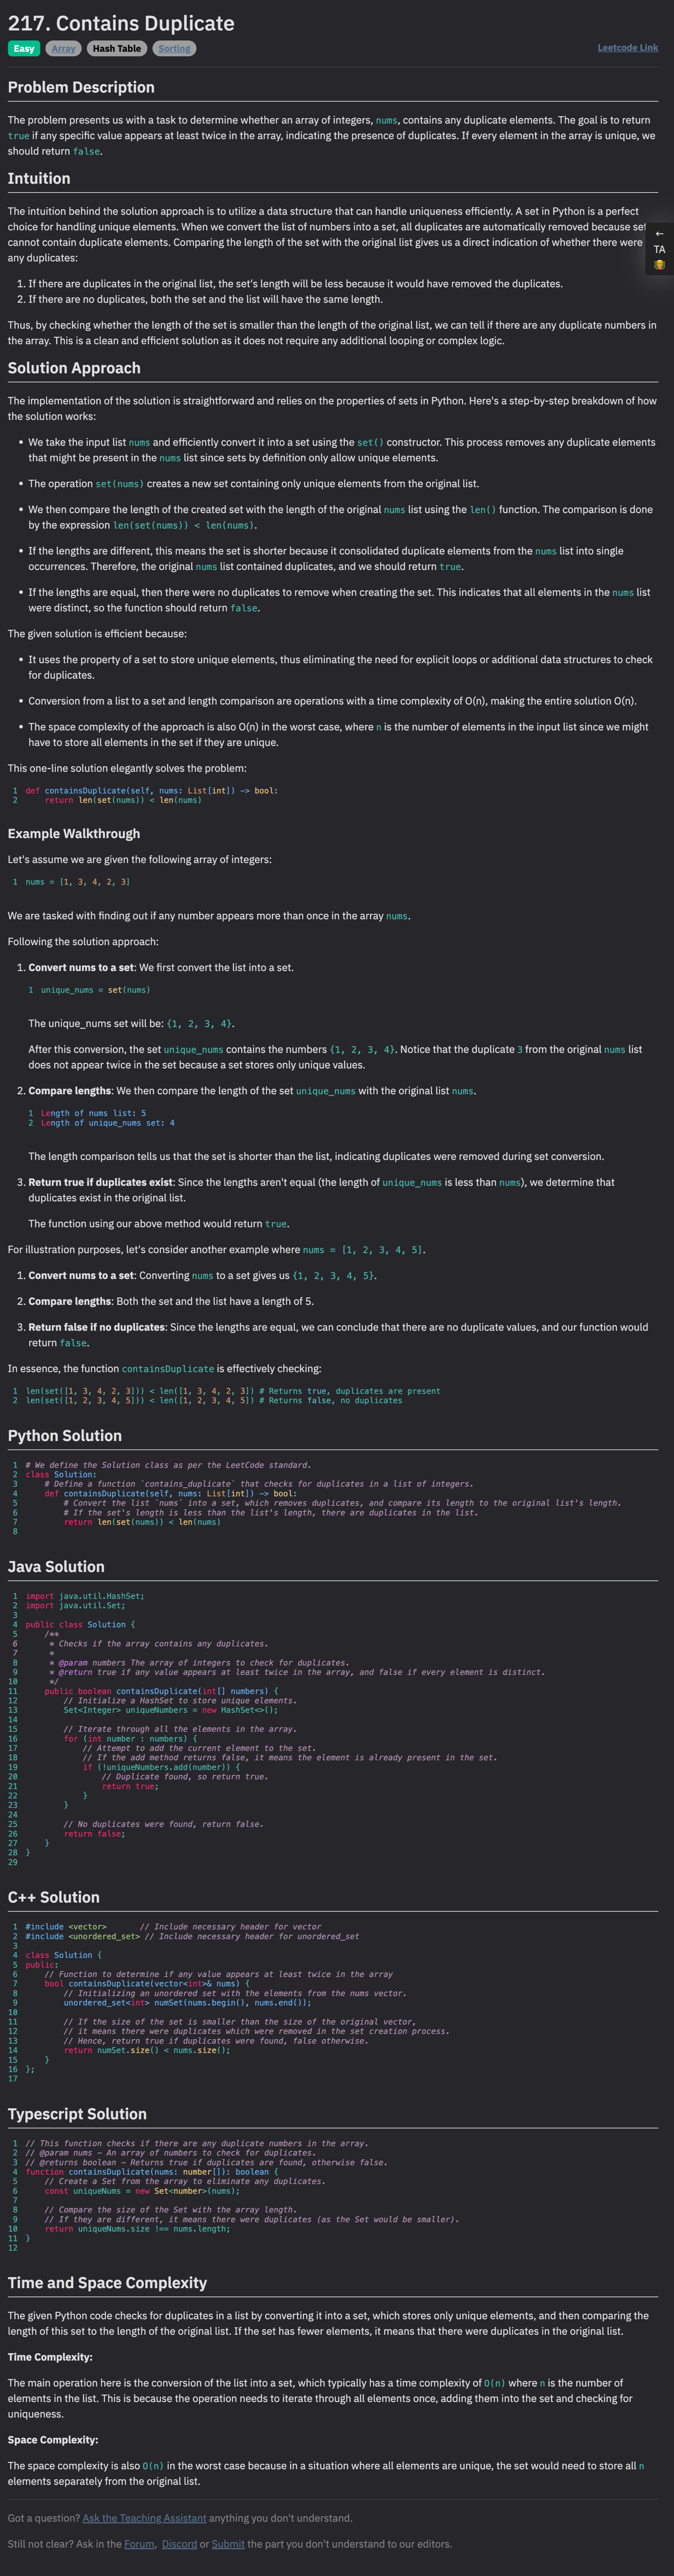 217. Contains Duplicate
Easy Array Hash Table Sorting Leetcode Link
Problem Description
The problem presents us with a task to determine whether an array of integers, nums, contains any duplicate elements. The goal is to return
true if any specific value appears at least twice in the array, indicating the presence of duplicates. If every element in the array is unique, we
should return false.
Intuition
The intuition behind the solution approach is to utilize a data structure that can handle uniqueness efficiently. A set in Python is a perfect
choice for handling unique elements. When we convert the list of numbers into a set, all duplicates are automatically removed because set
cannot contain duplicate elements. Comparing the length of the set with the original list gives us a direct indication of whether there were
any duplicates:
←
TA
1. If there are duplicates in the original list, the set's length will be less because it would have removed the duplicates.
2. If there are no duplicates, both the set and the list will have the same length.
Thus, by checking whether the length of the set is smaller than the length of the original list, we can tell if there are any duplicate numbers in
the array. This is a clean and efficient solution as it does not require any additional looping or complex logic.
Solution Approach
The implementation of the solution is straightforward and relies on the properties of sets in Python. Here's a step-by-step breakdown of how
the solution works:
• We take the input list nums and efficiently convert it into a set using the set() constructor. This process removes any duplicate elements
that might be present in the nums list since sets by definition only allow unique elements.
• The operation set(nums) creates a new set containing only unique elements from the original list.
• We then compare the length of the created set with the length of the original nums list using the len() function. The comparison is done
by the expression len(set(nums)) < len(nums).
• If the lengths are different, this means the set is shorter because it consolidated duplicate elements from the nums list into single
occurrences. Therefore, the original nums list contained duplicates, and we should return true.
• If the lengths are equal, then there were no duplicates to remove when creating the set. This indicates that all elements in the nums list
were distinct, so the function should return false.
The given solution is efficient because:
• It uses the property of a set to store unique elements, thus eliminating the need for explicit loops or additional data structures to check
for duplicates.
• Conversion from a list to a set and length comparison are operations with a time complexity of O(n), making the entire solution O(n).
• The space complexity of the approach is also O(n) in the worst case, where n is the number of elements in the input list since we might
have to store all elements in the set if they are unique.
This one-line solution elegantly solves the problem:
1 def containsDuplicate(self, nums: List[int]) -> bool:
2     return len(set(nums)) < len(nums)
Example Walkthrough
Let's assume we are given the following array of integers:
1 nums = [1, 3, 4, 2, 3]
We are tasked with finding out if any number appears more than once in the array nums.
Following the solution approach:
1. Convert nums to a set: We first convert the list into a set.
1 unique_nums = set(nums)
The unique_nums set will be: {1, 2, 3, 4}.
After this conversion, the set unique_nums contains the numbers {1, 2, 3, 4}. Notice that the duplicate 3 from the original nums list
does not appear twice in the set because a set stores only unique values.
2. Compare lengths: We then compare the length of the set unique_nums with the original list nums.
1 Length of nums list: 5
2 Length of unique_nums set: 4
The length comparison tells us that the set is shorter than the list, indicating duplicates were removed during set conversion.
3. Return true if duplicates exist: Since the lengths aren't equal (the length of unique_nums is less than nums), we determine that
duplicates exist in the original list.
The function using our above method would return true.
For illustration purposes, let's consider another example where nums = [1, 2, 3, 4, 5].
1. Convert nums to a set: Converting nums to a set gives us {1, 2, 3, 4, 5}.
2. Compare lengths: Both the set and the list have a length of 5.
3. Return false if no duplicates: Since the lengths are equal, we can conclude that there are no duplicate values, and our function would
return false.
In essence, the function containsDuplicate is effectively checking:
1 len(set([1, 3, 4, 2, 3])) < len([1, 3, 4, 2, 3]) # Returns true, duplicates are present
2 len(set([1, 2, 3, 4, 5])) < len([1, 2, 3, 4, 5]) # Returns false, no duplicates
Python Solution
1 # We define the Solution class as per the LeetCode standard.
2 class Solution:
3     # Define a function `contains_duplicate` that checks for duplicates in a list of integers.
4     def containsDuplicate(self, nums: List[int]) -> bool:
5         # Convert the list `nums` into a set, which removes duplicates, and compare its length to the original list's length.
6         # If the set's length is less than the list's length, there are duplicates in the list.
7         return len(set(nums)) < len(nums)
8
Java Solution
1 import java.util.HashSet;
2 import java.util.Set;
3
4 public class Solution {
5     /**
6      * Checks if the array contains any duplicates.
7      *
8      * @param numbers The array of integers to check for duplicates.
9      * @return true if any value appears at least twice in the array, and false if every element is distinct.
10      */
11     public boolean containsDuplicate(int[] numbers) {
12         // Initialize a HashSet to store unique elements.
13         Set<Integer> uniqueNumbers = new HashSet<>();
14
15         // Iterate through all the elements in the array.
16         for (int number : numbers) {
17             // Attempt to add the current element to the set.
18             // If the add method returns false, it means the element is already present in the set.
19             if (!uniqueNumbers.add(number)) {
20                 // Duplicate found, so return true.
21                 return true;
22             }
23         }
24
25         // No duplicates were found, return false.
26         return false;
27     }
28 }
29
C++ Solution
1 #include <vector>       // Include necessary header for vector
2 #include <unordered_set> // Include necessary header for unordered_set
3
4 class Solution {
5 public:
6     // Function to determine if any value appears at least twice in the array
7     bool containsDuplicate(vector<int>& nums) {
8         // Initializing an unordered set with the elements from the nums vector.
9         unordered_set<int> numSet(nums.begin(), nums.end());
10
11         // If the size of the set is smaller than the size of the original vector,
12         // it means there were duplicates which were removed in the set creation process.
13         // Hence, return true if duplicates were found, false otherwise.
14         return numSet.size() < nums.size();
15     }
16 };
17
Typescript Solution
1 // This function checks if there are any duplicate numbers in the array.
2 // @param nums - An array of numbers to check for duplicates.
3 // @returns boolean - Returns true if duplicates are found, otherwise false.
4 function containsDuplicate(nums: number[]): boolean {
5     // Create a Set from the array to eliminate any duplicates.
6     const uniqueNums = new Set<number>(nums);
7
8     // Compare the size of the Set with the array length.
9     // If they are different, it means there were duplicates (as the Set would be smaller).
10     return uniqueNums.size !== nums.length;
11 }
12
Time and Space Complexity
The given Python code checks for duplicates in a list by converting it into a set, which stores only unique elements, and then comparing the
length of this set to the length of the original list. If the set has fewer elements, it means that there were duplicates in the original list.
Time Complexity:
The main operation here is the conversion of the list into a set, which typically has a time complexity of O(n) where n is the number of
elements in the list. This is because the operation needs to iterate through all elements once, adding them into the set and checking for
uniqueness.
Space Complexity:
The space complexity is also O(n) in the worst case because in a situation where all elements are unique, the set would need to store all n
elements separately from the original list.
Got a question? Ask the Teaching Assistant anything you don't understand.
Still not clear? Ask in the Forum, Discord or Submit the part you don't understand to our editors.